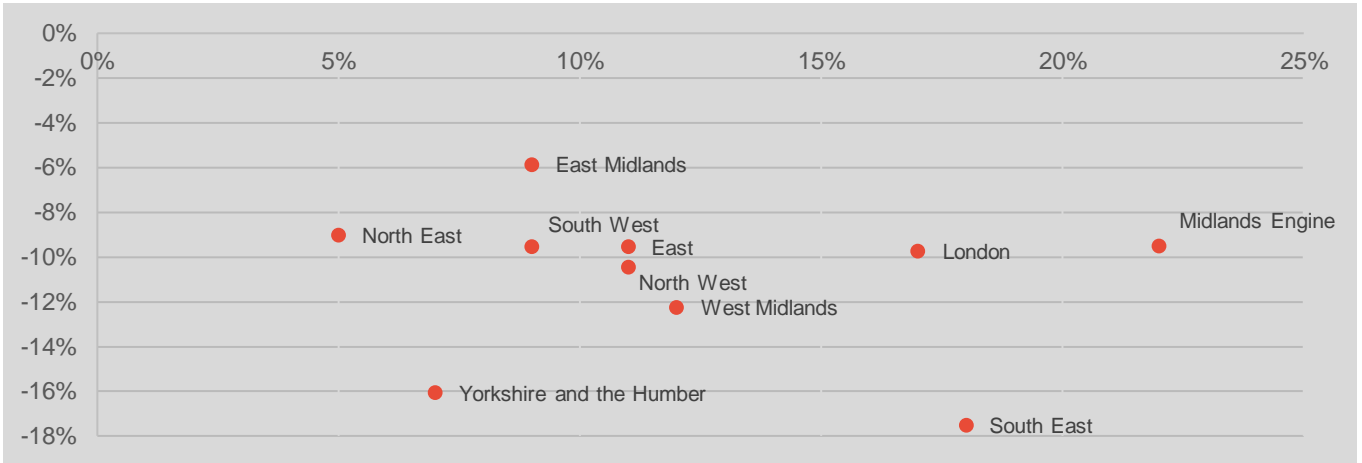 0%
0% 5% 10% 15% 20% 25%
-2%
-4%
-6%
East Midlands
-8%
Midlands Engine
South West
North East
East
London
-10%
North West
-12%
West Midlands
-14%
-16%
Yorkshire and the Humber
South East
-18%